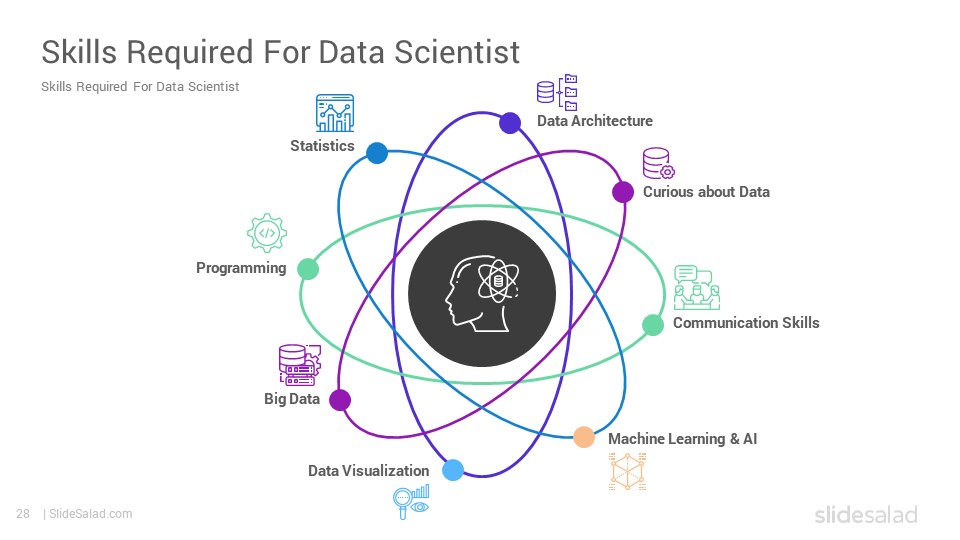 Skills Required For Data Scientist
Skills Required For Data Scientist
Statistics
Data Architecture
Curious about Data
Programming
Communication Skills
Big Data
Machine Learning & AI
Data Visualization
28 | SlideSalad.com
slidesalad